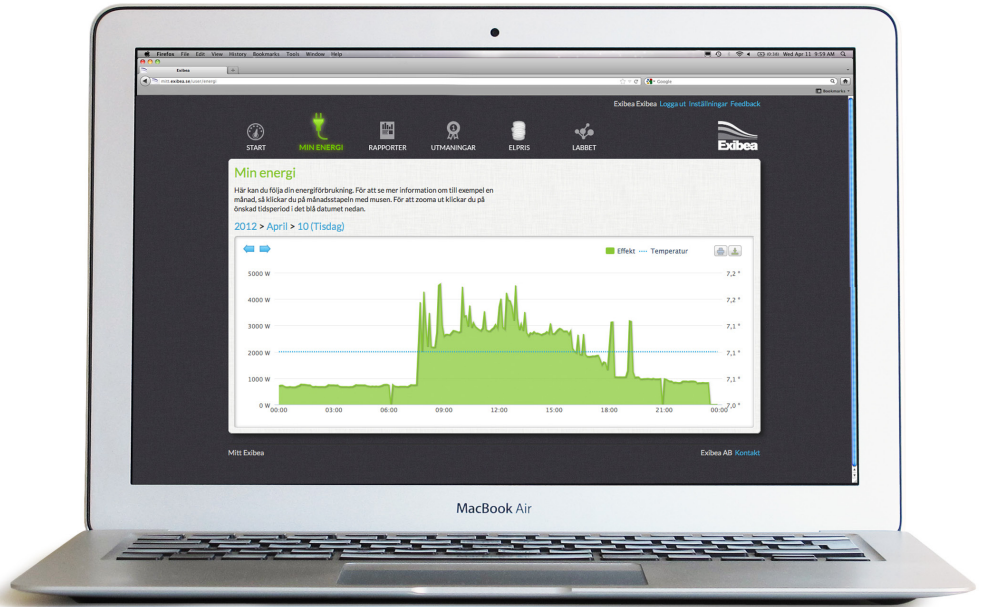 Firefox File Edit View History Bookmarks Tools Window Help
Wed Apr 11 9:59 AM
Exibea
mitt.exibea.se/user/energi
Google
Bookmarks
Exibea Exibea Logga ut Inställningar Feedback
START MIN ENERGI RAPPORTER UTMANINGAR ELPRIS LABBET
Exibea
Min energi
Här kan du följa din energiförbrukning. För att se mer information om till exempel en
månad, så klickar du på månadsstapeln med musen. För att zooma ut klickar du på
önskad tidsperiod i det blå datumet nedan.
2012 > April > 10 (Tisdag)
Effekt Temperatur
5000 W 7,2 °
4000 W 7,2 °
3000 W 7,1 °
2000 W 7,1 °
1000 W 7,1 °
0 W 7,0 °
00:00 03:00 06:00 09:00 12:00 15:00 18:00 21:00 00:00
Mitt Exibea
Exibea AB Kontakt
MacBook Air